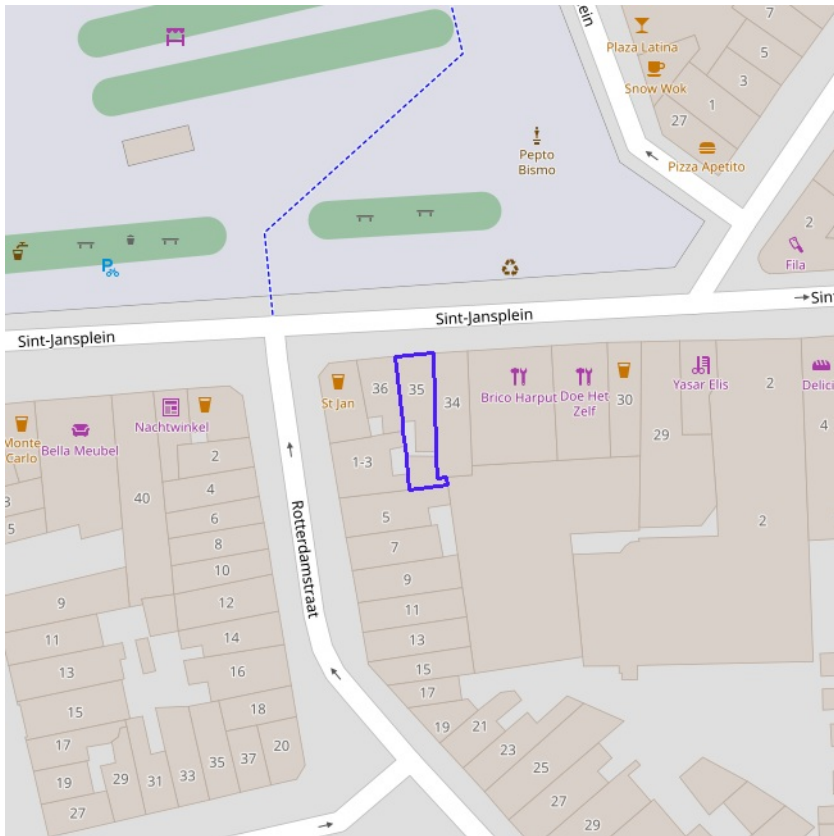 ein
7
Plaza Latina
5
Snow Wok
3
1
27
Pizza Apetito
Pepto
Bismo
2
Fila
Sint-Jansplein
Sint-Jansplein
Sint
St Jan
36
35
34
Brico Harput
Doe Het
Zelf
30
Yasar Elis
2
Delici
29
4
Monte
Carlo
Bella Meubel
Nachtwinkel
2
1-3
40
4
3
5
6
5
8
7
2
10
9
Rotterdamstraat
9
12
11
11
14
13
13
16
15
15
17
18
19
21
17
20
23
19
29
31
33
35
37
25
27
27
29